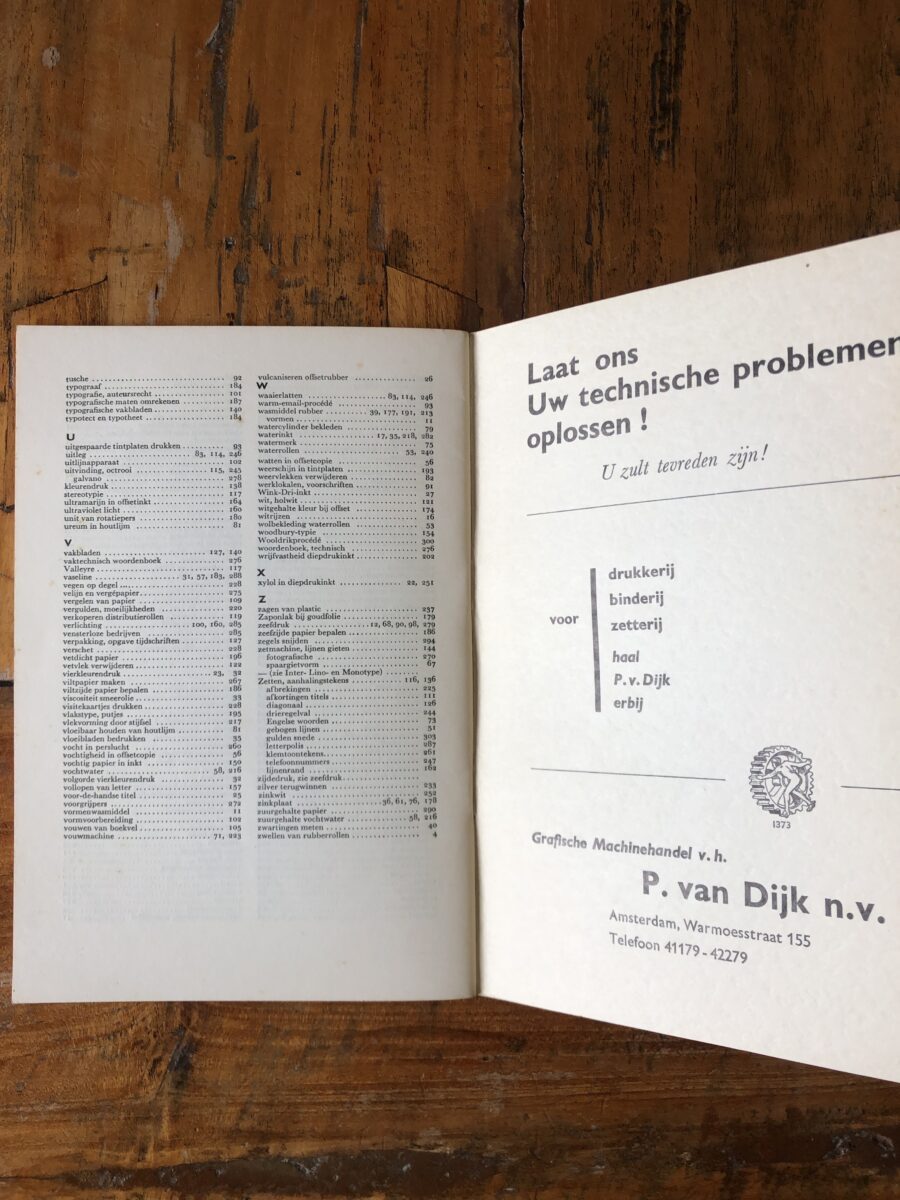 tusche 92
typograaf 184
typografie, auteursrecht 101
typografische maten omrekenen 187
typografische vakbladen 140
typotect en typotheet 184
U
uitgespaarde tintplaten drukken 93
uitleg 83, 114, 246
uitlijnapparaat 102
uitvinding, octrooi 115, 245
galvano 278
kleurendruk 138
stereotypie 117
ultramarijn in offsetinkt 164
ultraviolet licht 160
unit van rotatiepers 180
ureum in houtlijm 81
V
vakbladen 127, 140
vaktechnisch woordenboek 276
Valleyre 117
vaseline 31, 57, 183, 288
vegen op degel 228
velijn en vergépapier 275
vergelen van papier 109
vergulden, moeilijkheden 220
verkoperen distributierollen 119
verlichting 100, 160, 285
vensterloze bedrijven 285
verpakking, opgave tijdschriften 127
verschet 228
vetdicht papier 196
vetvlek verwijderen 122
vierkleurendruk 23, 32
viltpapier maken 267
viltzijde papier bepalen 186
viscositeit smeerolie 33
visitekaartjes drukken 228
vlakstype, putjes 195
vlekvorming door stijfsel 217
vloeibaar houden van houtlijm 81
vloeibladen bedrukken 35
vocht in perslucht 260
vochtigheid in offsetcopie 56
vochtig papier in inkt 150
vochtwater 58, 216
volgorde vierkleurendruk 32
vollopen van letter 157
voor-de-handse titel 25
voorgrijpers 272
vormenwasmiddel 11
vormvoorbereiding 102
vouwen van boekvel 105
vouwmachine 71, 223
vulcaniseren offsetrubber 26
W
waaierlatten 83, 114, 246
warm-email-procédé 93
wasmiddel rubber 39, 177, 191, 213
vormen 11
watercylinder bekleden 79
waterinkt 17, 35, 218, 282
watermerk 75
waterrollen 53, 240
watten in offsetcopie 56
weerschijn in tintplaten 193
weervlekken verwijderen 82
werklokalen, voorschriften 91
Wink-Dri-inkt 27
wit, holwit 121
witgehalte kleur bij offset 174
witrijzen 16
wolbekleding waterrollen 53
woodbury-typie 154
Wooldrikprocédé 300
woordenboek, technisch 276
wrijfvastheid diepdrukinkt 202
X
xylol in diepdrukinkt 22, 251
Z
zagen van plastic 237
Zaponlak bij goudfolie 179
zeefdruk 12, 68, 90, 98, 279
zeefzijde papier bepalen 186
zegels snijden 294
zetmachine, lijnen gieten 144
fotografische 270
spaargietvorm 67
— (zie Inter- Lino- en Monotype)
Zetten, aanhalingstekens 116, 136
afbrekingen 225
afkortingen titels 111
diagonaal 126
drieregelval 244
Engelse woorden 73
gebogen lijnen 51
gulden snede 303
letterpolis 287
klemtoontekens 261
telefoonnummers 247
lijnenrand 162
zijdedruk, zie zeefdruk
zilver terugwinnen 233
zinkwit 252
zinkplaat 36, 61, 76, 178
zuurgehalte papier 290
zuurgehalte vochtwater 58, 216
zwartingen meten 40
zwellen van rubberrollen 4
Laat ons
Uw technische problemen
oplossen !
U zult tevreden zijn!
voor
drukkerij
binderij
zetterij
haal
P. v. Dijk
erbij
1373
Grafische Machinehandel v.h.
P. van Dijk n.v.
Amsterdam, Warmoesstraat 155
Telefoon 41179 - 42279